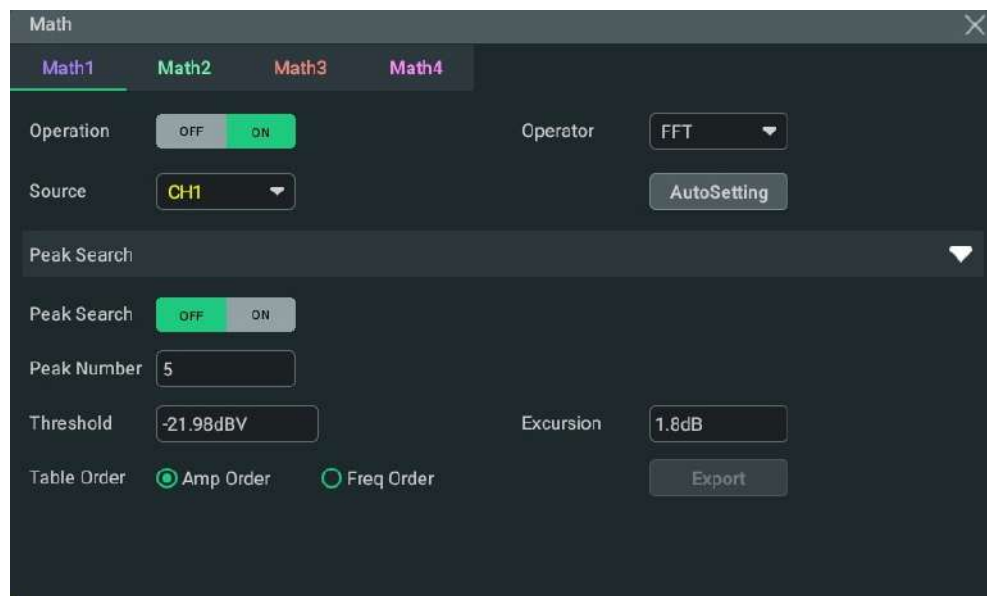 Math
Math1 Math2 Math3 Math4
Operation OFF ON Operator FFT
Source CH1 AutoSetting
Peak Search
Peak Search OFF ON
Peak Number 5
Threshold -21.98dBV Excursion 1.8dB
Table Order Amp Order Freq Order Export